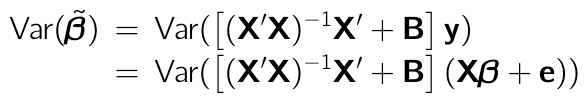 Var(β̃) = Var([(X′X)⁻¹X′ + B] y)
= Var([(X′X)⁻¹X′ + B] (Xβ + e))